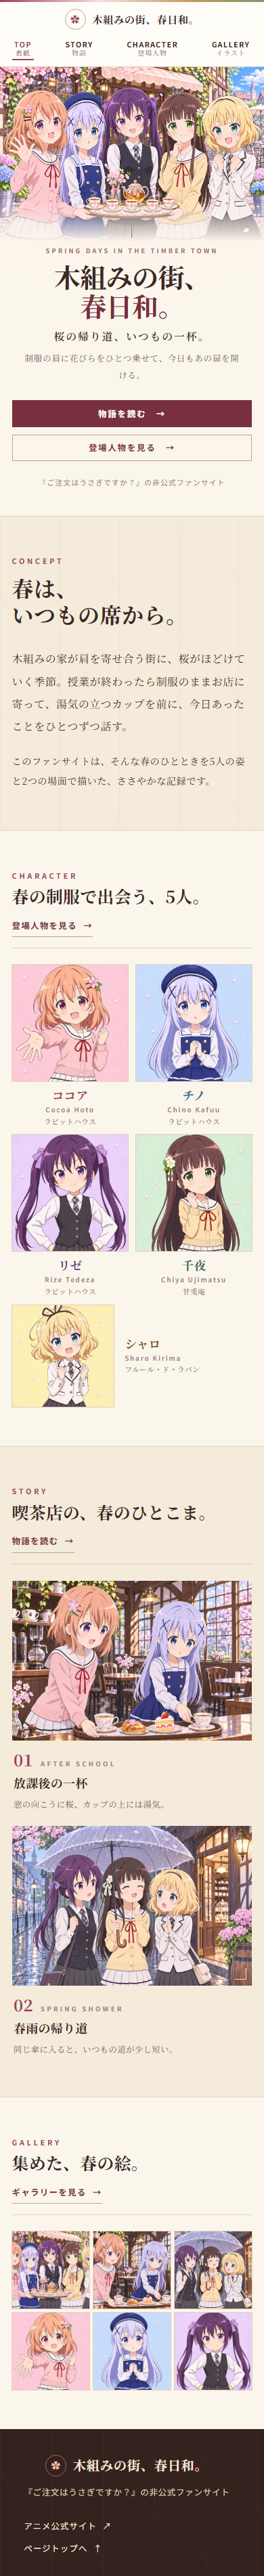 木組みの街、春日和。
TOP
表紙
STORY
物語
CHARACTER
登場人物
GALLERY
イラスト
SPRING DAYS IN THE TIMBER TOWN
木組みの街、
春日和。
桜の帰り道、いつもの一杯。
制服の肩に花びらをひとつ乗せて、今日もあの扉を開
ける。
物語を読む →
登場人物を見る →
『ご注文はうさぎですか？』の非公式ファンサイト
CONCEPT
春は、
いつもの席から。
木組みの家が肩を寄せ合う街に、桜がほどけて
いく季節。授業が終わったら制服のままお店に
寄って、湯気の立つカップを前に、今日あった
ことをひとつずつ話す。
このファンサイトは、そんな春のひとときを5人の姿
と2つの場面で描いた、ささやかな記録です。
CHARACTER
春の制服で出会う、5人。
登場人物を見る →
ココア
Cocoa Hoto
ラビットハウス
チノ
Chino Kafuu
ラビットハウス
リゼ
Rize Tedeza
ラビットハウス
千夜
Chiya Ujimatsu
甘兎庵
シャロ
Sharo Kirima
フルール・ド・ラパン
STORY
喫茶店の、春のひとこま。
物語を読む →
01 AFTER SCHOOL
放課後の一杯
窓の向こうに桜、カップの上には湯気。
02 SPRING SHOWER
春雨の帰り道
同じ傘に入ると、いつもの道が少し短い。
GALLERY
集めた、春の絵。
ギャラリーを見る →
木組みの街、春日和。
『ご注文はうさぎですか？』の非公式ファンサイト
アニメ公式サイト ↗
ページトップへ ↑